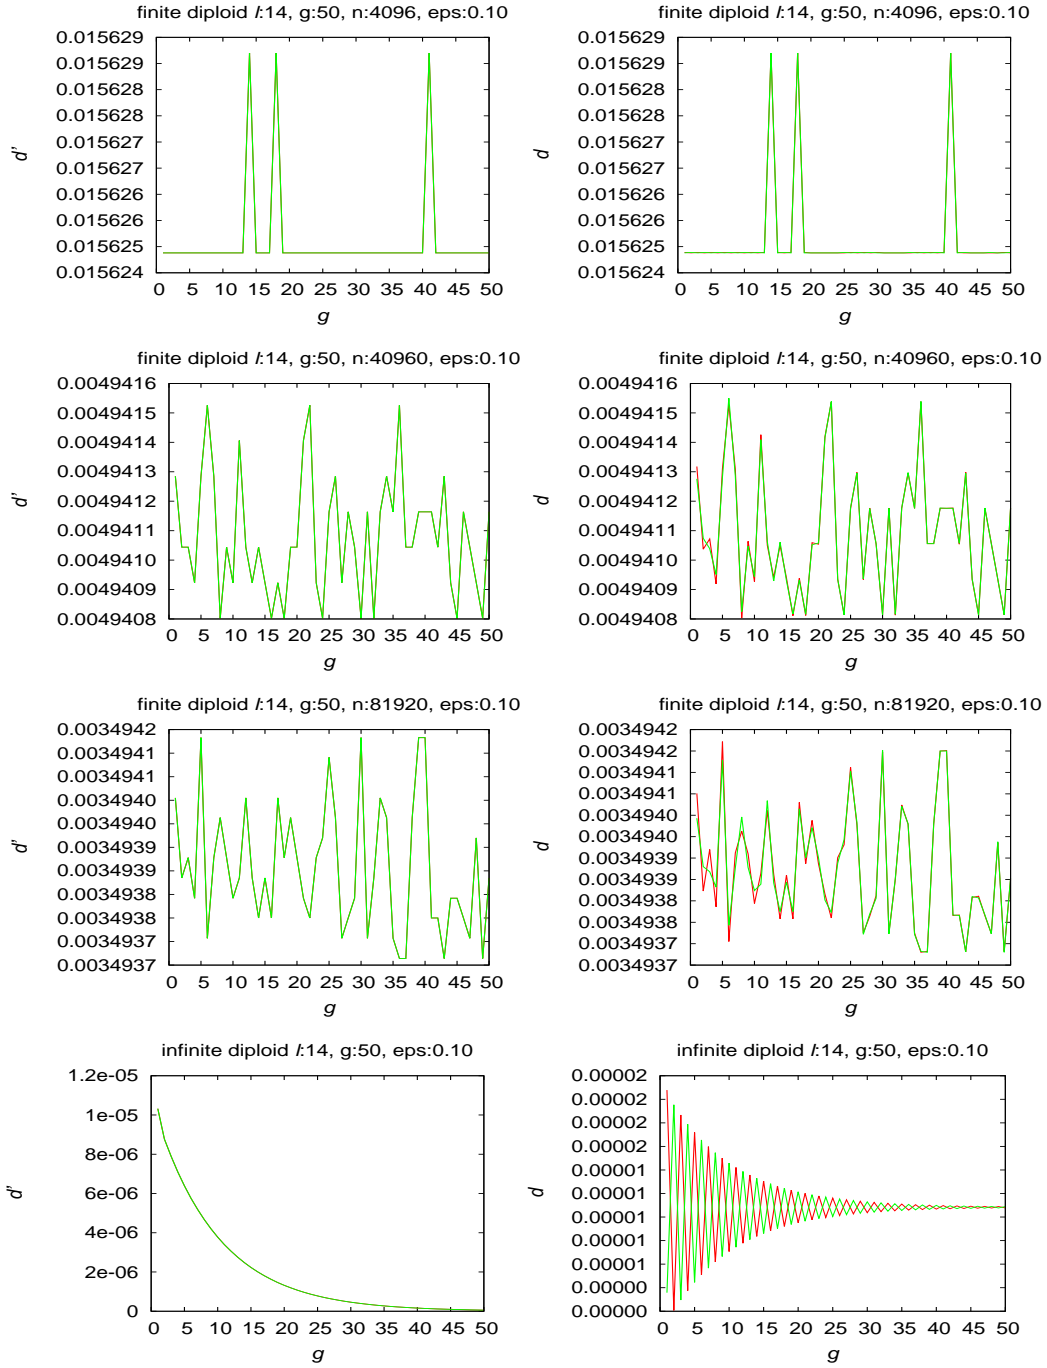 finite diploid l:14, g:50, n:4096, eps:0.10
0.015629
0.015629
0.015628
0.015628
0.015627
0.015627
0.015626
0.015626
0.015625
0.015624
d'
0 5 10 15 20 25 30 35 40 45 50
g
finite diploid l:14, g:50, n:4096, eps:0.10
0.015629
0.015629
0.015628
0.015628
0.015627
0.015627
0.015626
0.015626
0.015625
0.015624
d
0 5 10 15 20 25 30 35 40 45 50
g
finite diploid l:14, g:50, n:40960, eps:0.10
0.0049416
0.0049415
0.0049414
0.0049413
0.0049412
0.0049411
0.0049410
0.0049409
0.0049408
d'
0 5 10 15 20 25 30 35 40 45 50
g
finite diploid l:14, g:50, n:40960, eps:0.10
0.0049416
0.0049415
0.0049414
0.0049413
0.0049412
0.0049411
0.0049410
0.0049409
0.0049408
d
0 5 10 15 20 25 30 35 40 45 50
g
finite diploid l:14, g:50, n:81920, eps:0.10
0.0034942
0.0034941
0.0034941
0.0034940
0.0034940
0.0034939
0.0034939
0.0034938
0.0034938
0.0034937
0.0034937
d'
0 5 10 15 20 25 30 35 40 45 50
g
finite diploid l:14, g:50, n:81920, eps:0.10
0.0034942
0.0034941
0.0034941
0.0034940
0.0034940
0.0034939
0.0034938
0.0034938
0.0034937
0.0034937
d
0 5 10 15 20 25 30 35 40 45 50
g
infinite diploid l:14, g:50, eps:0.10
1.2e-05
1e-05
8e-06
6e-06
4e-06
2e-06
0
d'
0 5 10 15 20 25 30 35 40 45 50
g
infinite diploid l:14, g:50, eps:0.10
0.00002
0.00002
0.00002
0.00001
0.00001
0.00001
0.00001
0.00001
0.00001
0.00000
0.00000
d
0 5 10 15 20 25 30 35 40 45 50
g